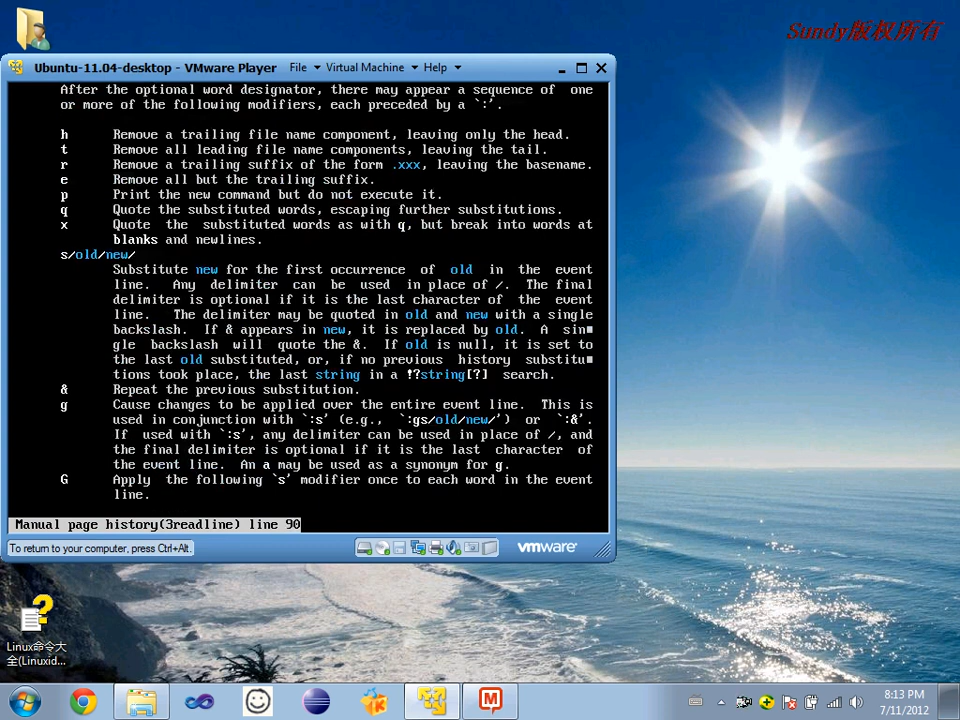 Sundy版权所有
Ubuntu-11.04-desktop - VMware Player File Virtual Machine Help
After the optional word designator, there may appear a sequence of one
or more of the following modifiers, each preceded by a `:'.
h Remove a trailing file name component, leaving only the head.
t Remove all leading file name components, leaving the tail.
r Remove a trailing suffix of the form .xxx, leaving the basename.
e Remove all but the trailing suffix.
p Print the new command but do not execute it.
q Quote the substituted words, escaping further substitutions.
x Quote the substituted words as with q, but break into words at
blanks and newlines.
s/old/new/
Substitute new for the first occurrence of old in the event
line. Any delimiter can be used in place of /. The final
delimiter is optional if it is the last character of the event
line. The delimiter may be quoted in old and new with a single
backslash. If & appears in new, it is replaced by old. A sin■
gle backslash will quote the &. If old is null, it is set to
the last old substituted, or, if no previous history substitu■
tions took place, the last string in a !?string[?] search.
& Repeat the previous substitution.
g Cause changes to be applied over the entire event line. This is
used in conjunction with `:s' (e.g., `:gs/old/new/') or `:&'.
If used with `:s', any delimiter can be used in place of /, and
the final delimiter is optional if it is the last character of
the event line. An a may be used as a synonym for g.
G Apply the following `s' modifier once to each word in the event
line.
Manual page history(3readline) line 90
To return to your computer, press Ctrl+Alt.
vmware
Linux命令大
全(Linuxid...
8:13 PM
7/11/2012